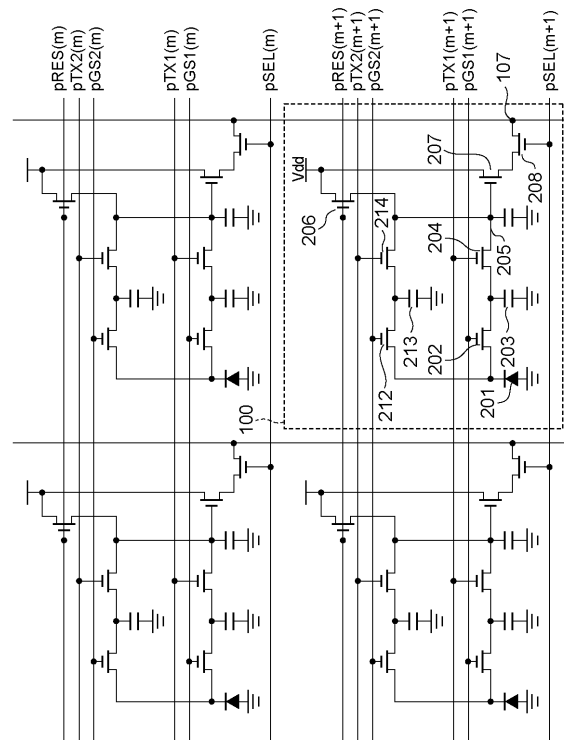 pRES(m)
pTX2(m)
pGS2(m)
pTX1(m)
pGS1(m)
pSEL(m)
pRES(m+1)
pTX2(m+1)
pGS2(m+1)
pTX1(m+1)
pGS1(m+1)
pSEL(m+1)
107
Vdd
207
208
206
214
204
205
213
203
212
202
201
100